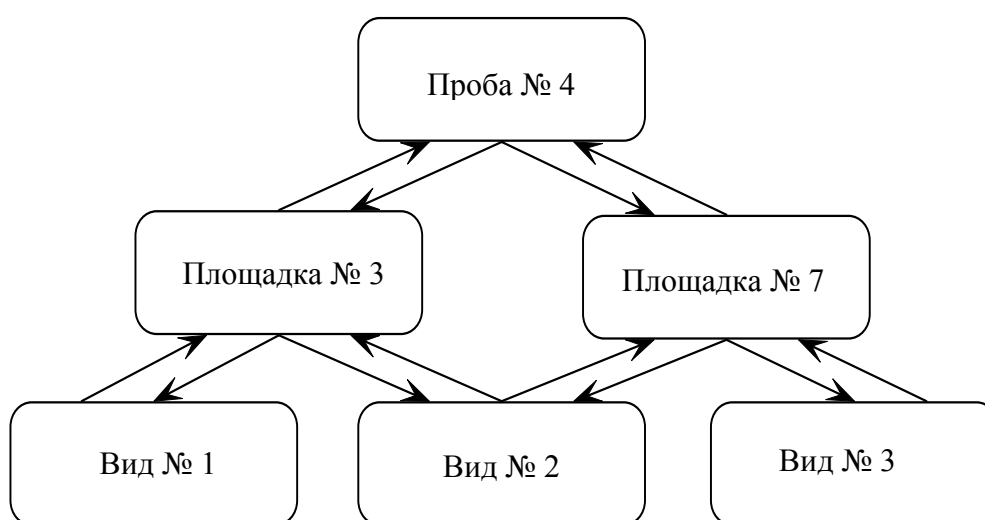 Проба № 4
Площадка № 3
Площадка № 7
Вид № 1
Вид № 2
Вид № 3